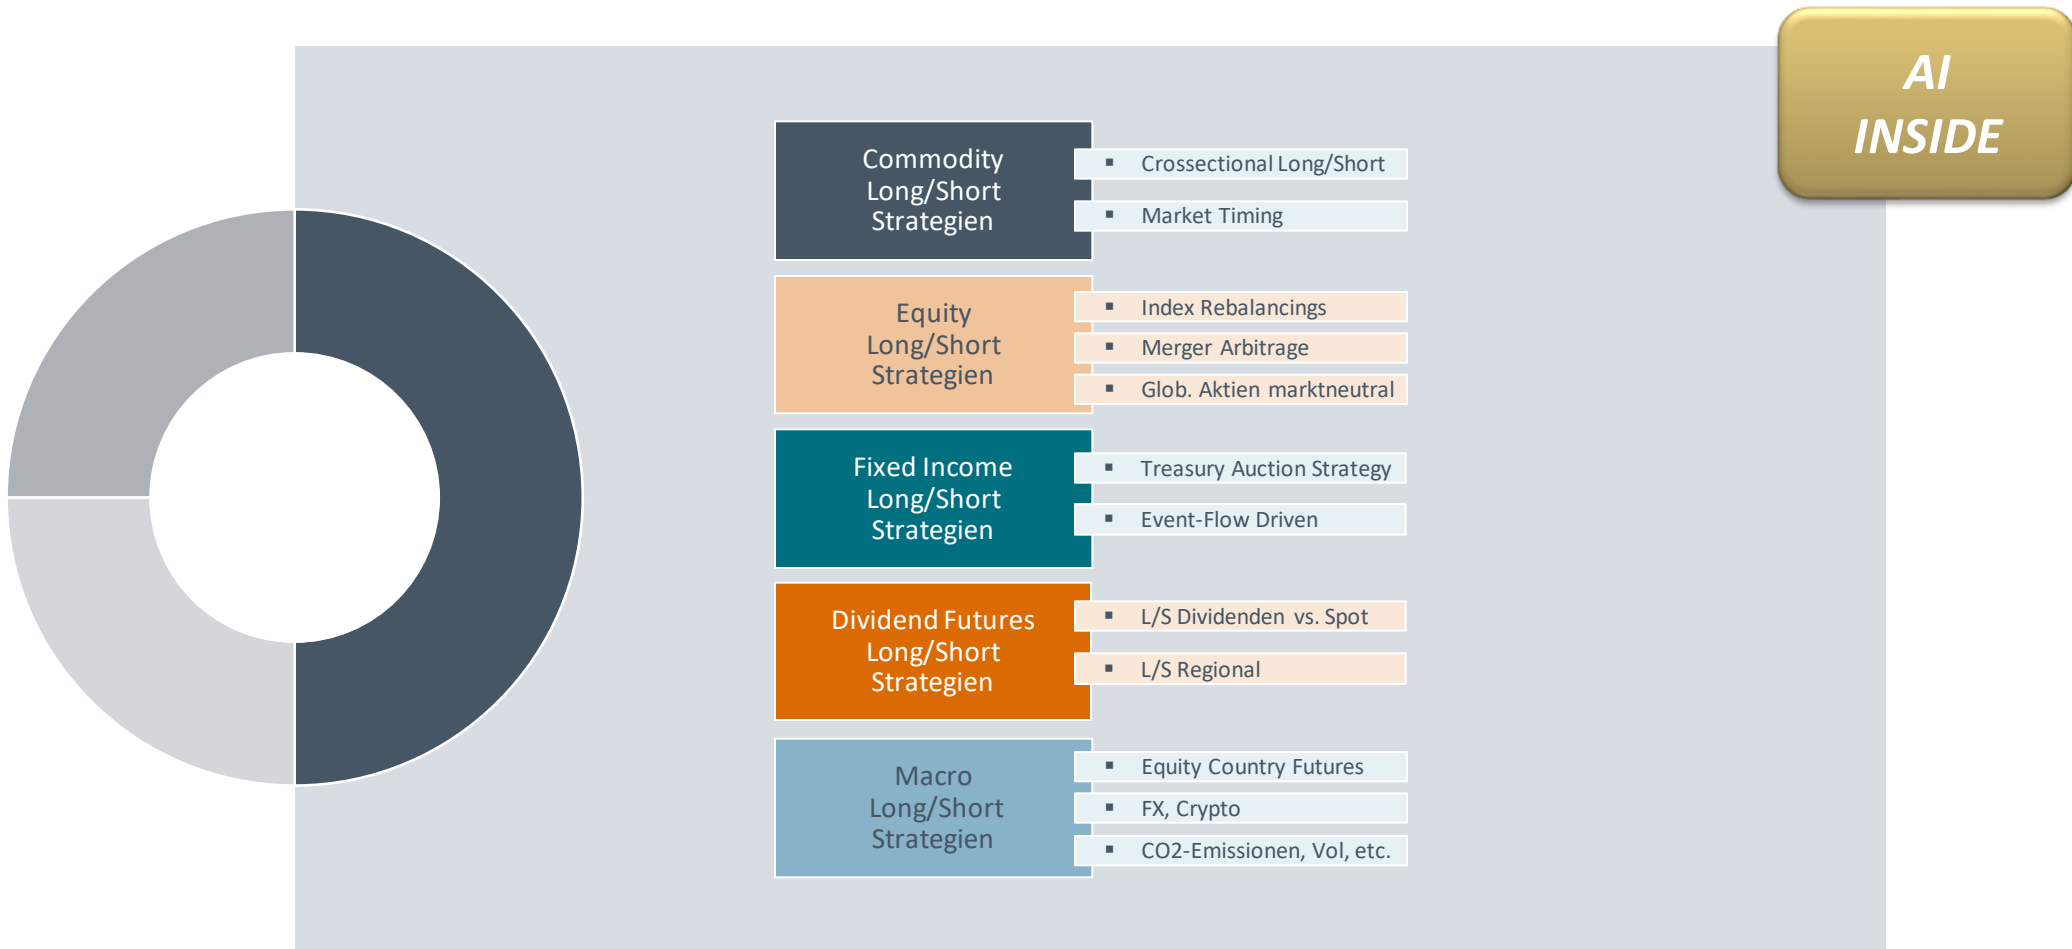 AI
INSIDE
Commodity
Long/Short
Strategien
▪ Crossectional Long/Short
▪ Market Timing
Equity
Long/Short
Strategien
▪ Index Rebalancings
▪ Merger Arbitrage
▪ Glob. Aktien marktneutral
Fixed Income
Long/Short
Strategien
▪ Treasury Auction Strategy
▪ Event-Flow Driven
Dividend Futures
Long/Short
Strategien
▪ L/S Dividenden vs. Spot
▪ L/S Regional
Macro
Long/Short
Strategien
▪ Equity Country Futures
▪ FX, Crypto
▪ CO2-Emissionen, Vol, etc.